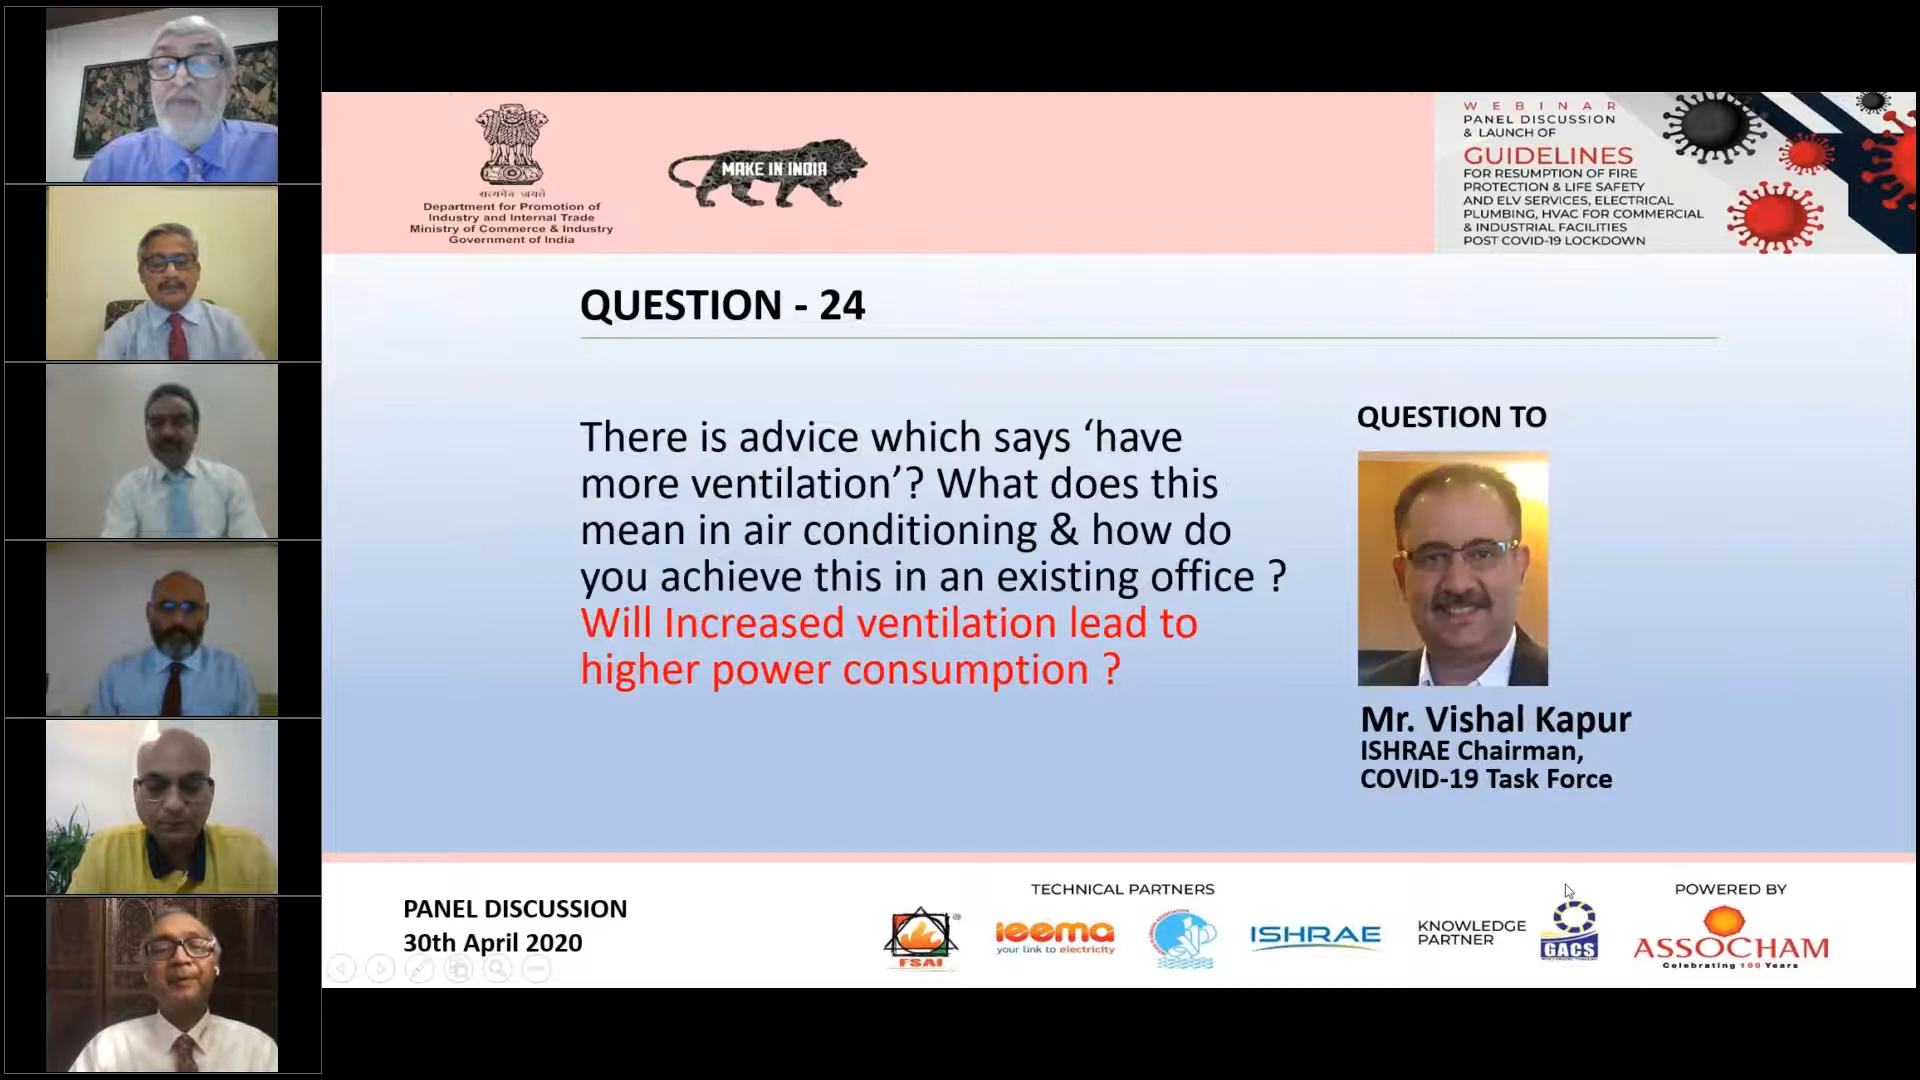 सत्यमेव जयते
Department for Promotion of
Industry and Internal Trade
Ministry of Commerce & Industry
Government of India
MAKE IN INDIA
WEBINAR
PANEL DISCUSSION
& LAUNCH OF
GUIDELINES
FOR RESUMPTION OF FIRE
PROTECTION & LIFE SAFETY
AND ELV SERVICES, ELECTRICAL
PLUMBING, HVAC FOR COMMERCIAL
& INDUSTRIAL FACILITIES
POST COVID-19 LOCKDOWN
QUESTION - 24
There is advice which says ‘have
more ventilation’? What does this
mean in air conditioning & how do
you achieve this in an existing office ?
Will Increased ventilation lead to
higher power consumption ?
QUESTION TO
Mr. Vishal Kapur
ISHRAE Chairman,
COVID-19 Task Force
PANEL DISCUSSION
30th April 2020
TECHNICAL PARTNERS
FSAI
ieema
your link to electricity
ISHRAE
KNOWLEDGE
PARTNER
GACS
POWERED BY
ASSOCHAM
Celebrating 100 Years